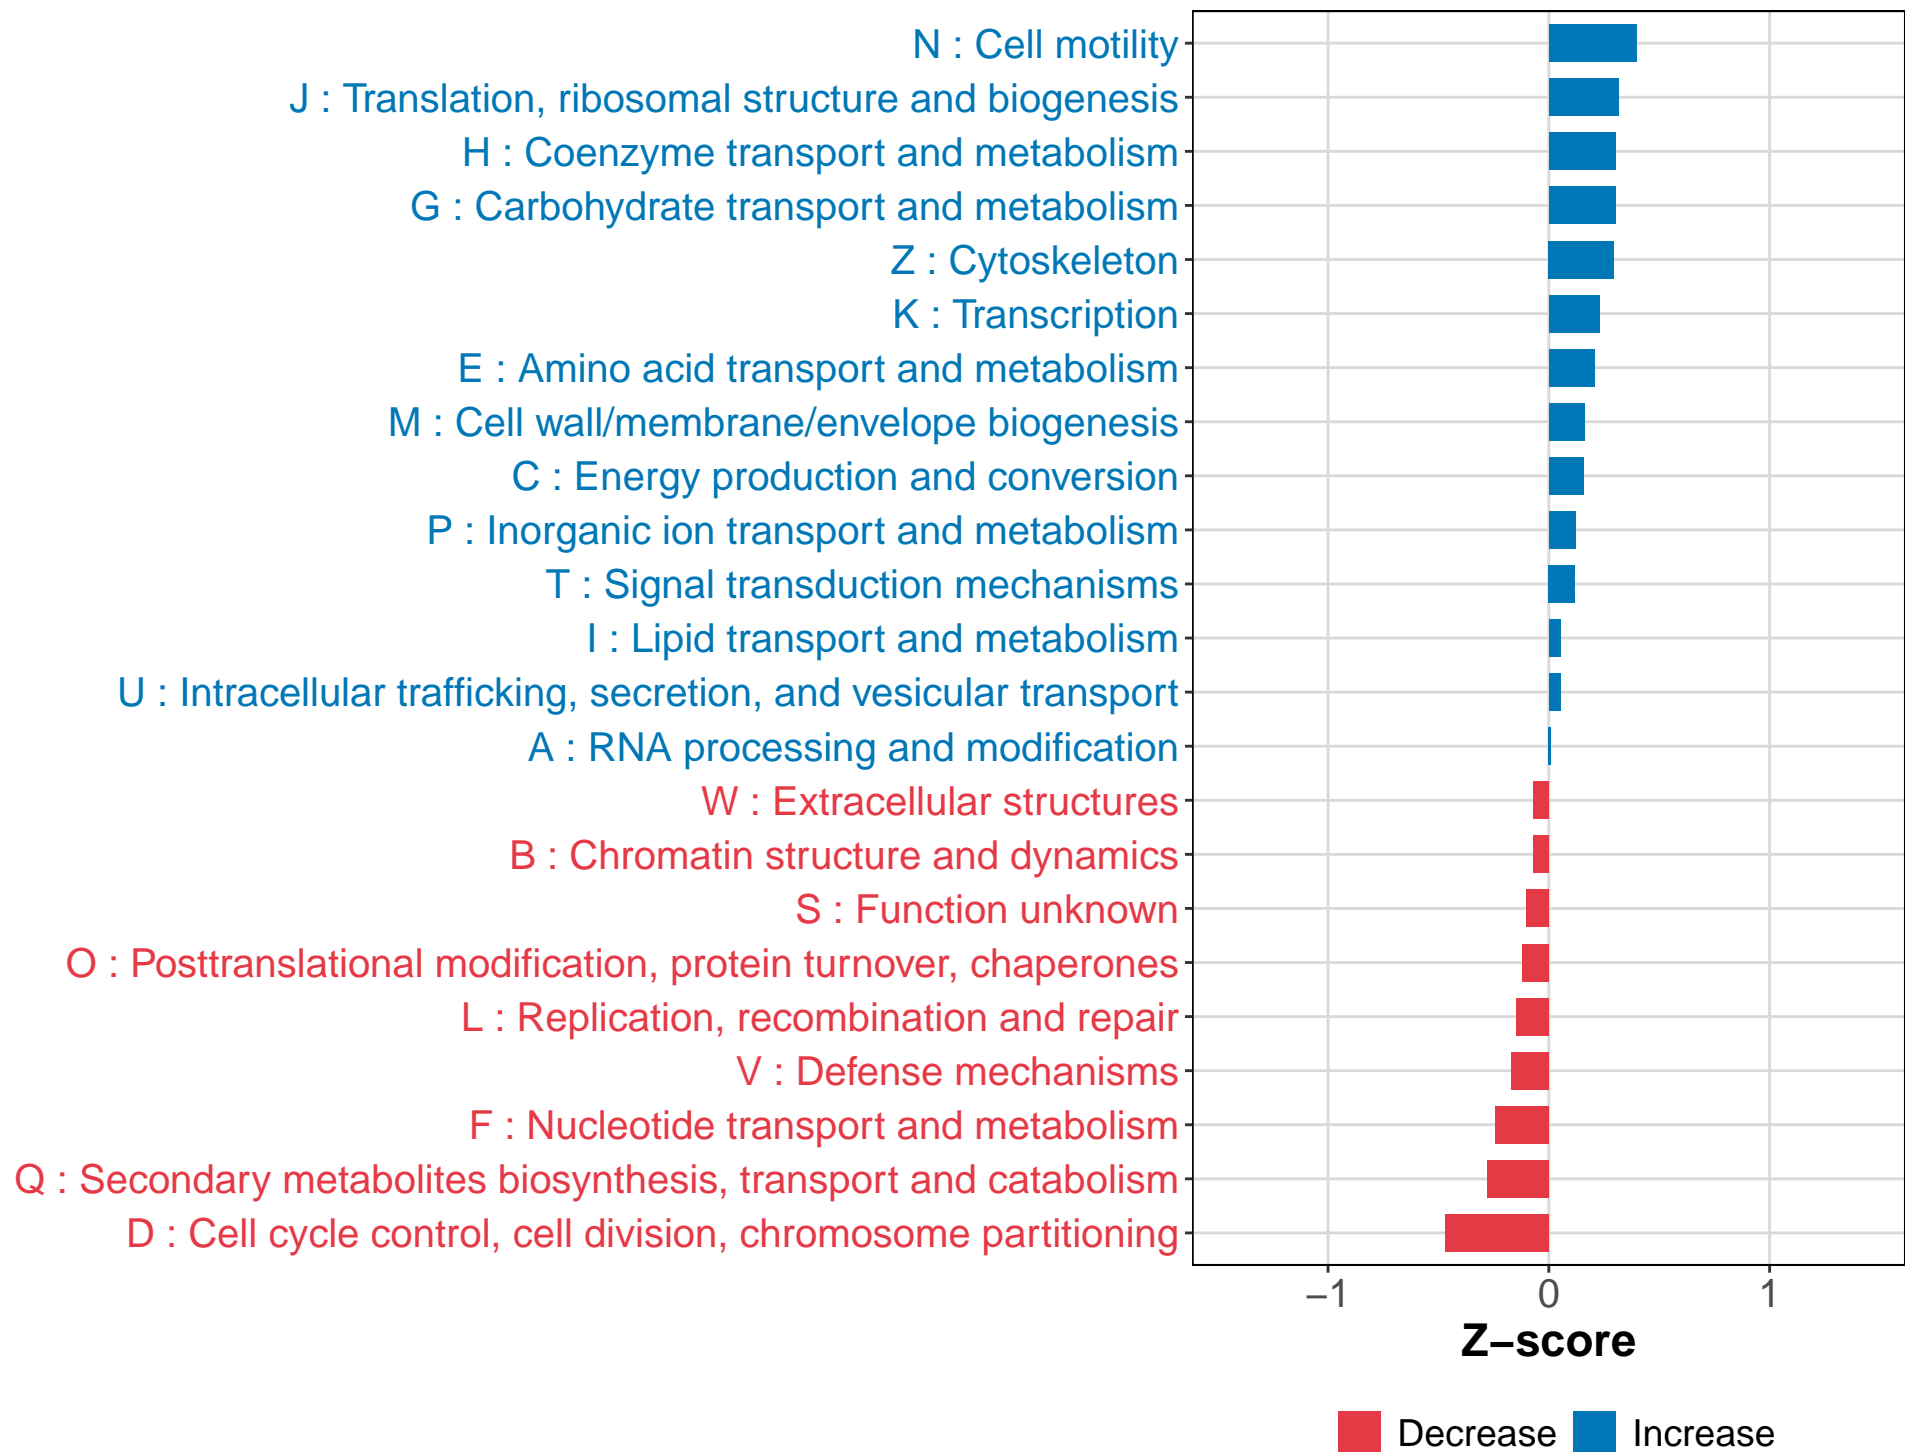 N : Cell motility
J : Translation, ribosomal structure and biogenesis
H : Coenzyme transport and metabolism
G : Carbohydrate transport and metabolism
Z : Cytoskeleton
K : Transcription
E : Amino acid transport and metabolism
M : Cell wall/membrane/envelope biogenesis
C : Energy production and conversion
P : Inorganic ion transport and metabolism
T : Signal transduction mechanisms
I : Lipid transport and metabolism
U : Intracellular trafficking, secretion, and vesicular transport
A : RNA processing and modification
W : Extracellular structures
B : Chromatin structure and dynamics
S : Function unknown
O : Posttranslational modification, protein turnover, chaperones
L : Replication, recombination and repair
V : Defense mechanisms
F : Nucleotide transport and metabolism
Q : Secondary metabolites biosynthesis, transport and catabolism
D : Cell cycle control, cell division, chromosome partitioning
−1 0 1
Z−score
Decrease Increase